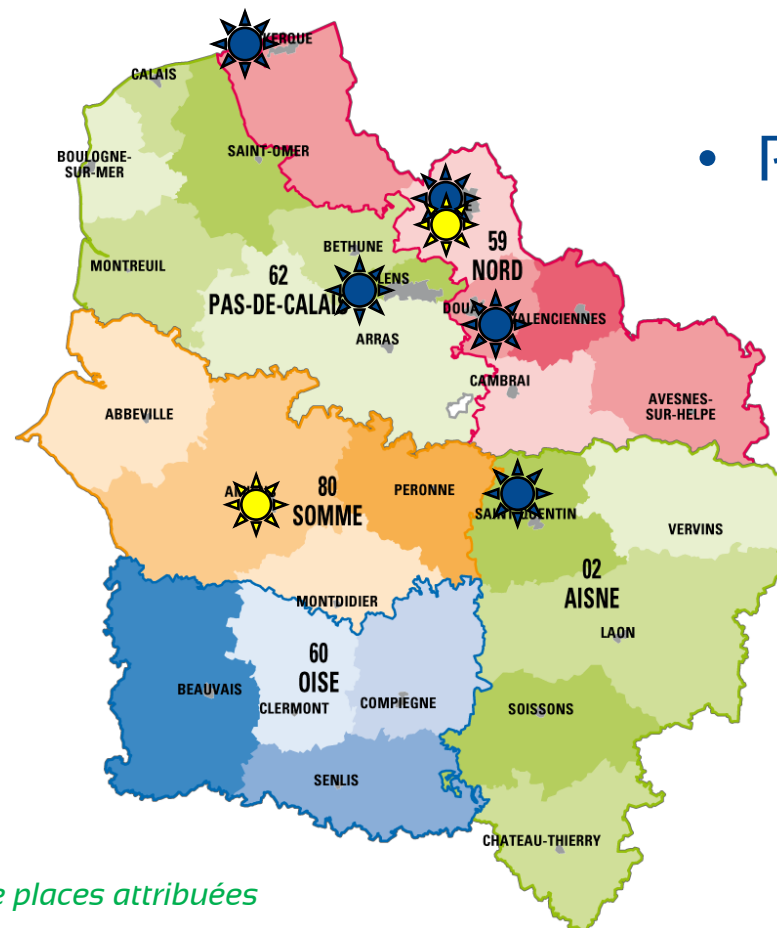 KERQUE
CALAIS
BOULOGNE-
SUR-MER
SAINT-OMER
MONTREUIL
BETHUNE
LENS
62
PAS-DE-CALAIS
59
NORD
ARRAS
VALENCIENNES
CAMBRAI
AVESNES-
SUR-HELPE
ABBEVILLE
80
SOMME
PERONNE
VERVINS
02
AISNE
MONTDIDIER
LAON
60
OISE
BEAUVAIS
CLERMONT
COMPIEGNE
SOISSONS
SENLIS
CHATEAU-THIERRY
places attribuées